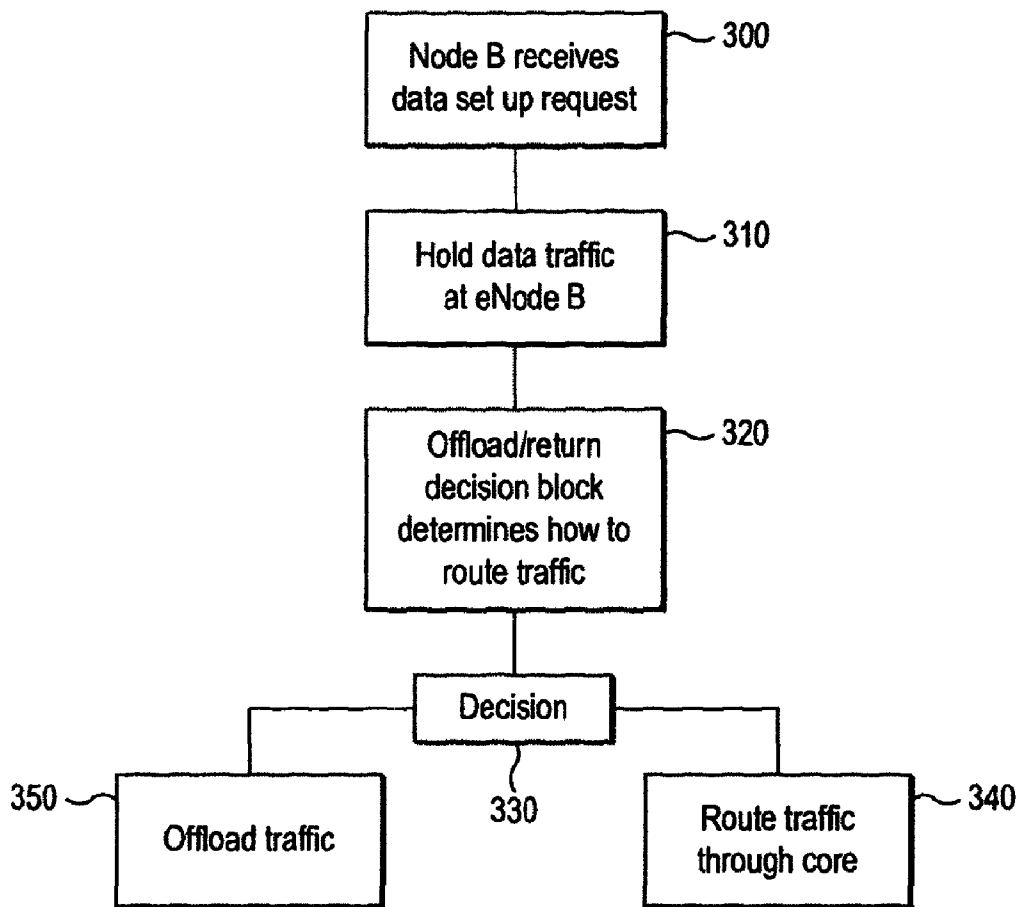 Node B receives
data set up request
300
Hold data traffic
at eNode B
310
Offload/return
decision block
determines how to
route traffic
320
Decision
330
350
Offload traffic
Route traffic
through core
340